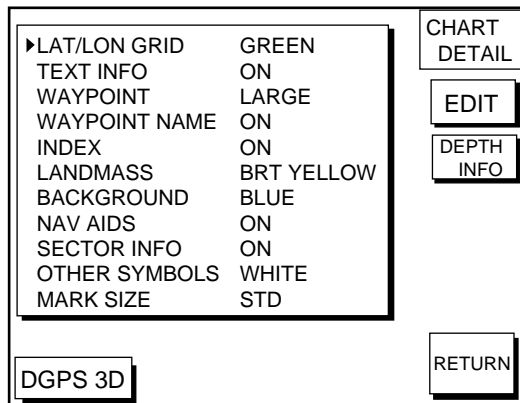 LAT/LON GRID GREEN
TEXT INFO ON
WAYPOINT LARGE
WAYPOINT NAME ON
INDEX ON
LANDMASS BRT YELLOW
BACKGROUND BLUE
NAV AIDS ON
SECTOR INFO ON
OTHER SYMBOLS WHITE
MARK SIZE STD
CHART
DETAIL
EDIT
DEPTH
INFO
RETURN
DGPS 3D